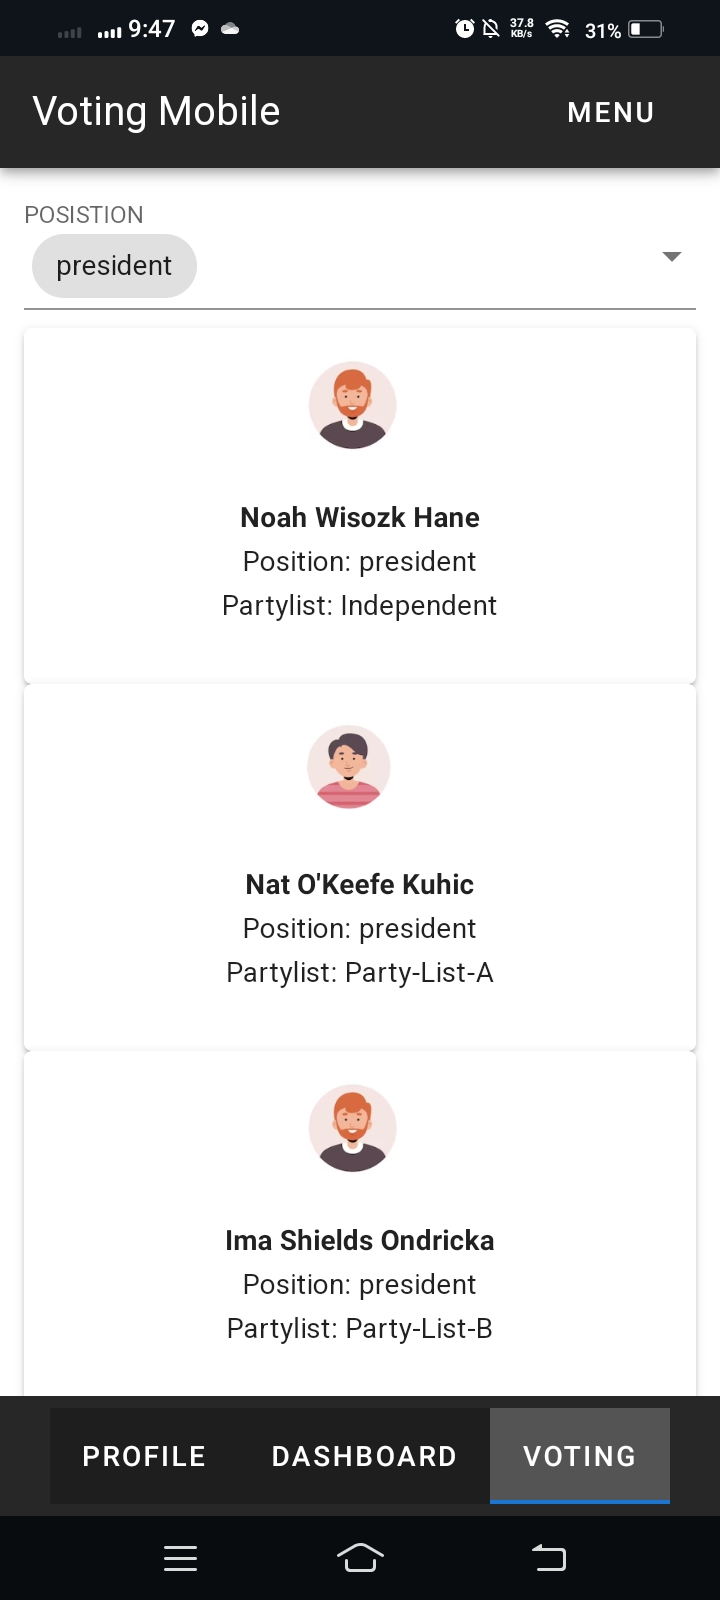 9:47 37.8 KB/s 31%
Voting Mobile MENU
POSISTION
president
Noah Wisozk Hane
Position: president
Partylist: Independent
Nat O'Keefe Kuhic
Position: president
Partylist: Party-List-A
Ima Shields Ondricka
Position: president
Partylist: Party-List-B
PROFILE DASHBOARD VOTING